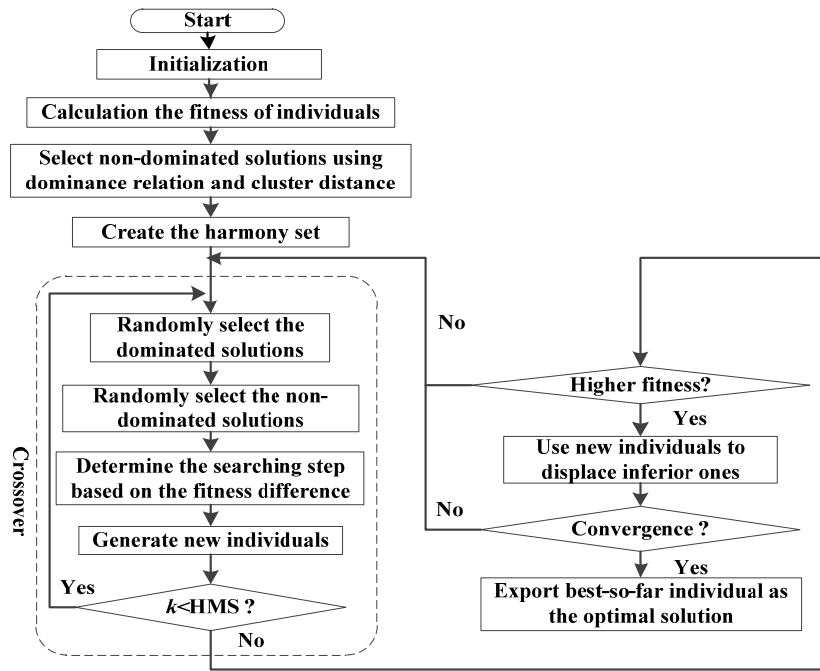 Start
Initialization
Calculation the fitness of individuals
Select non-dominated solutions using
dominance relation and cluster distance
Create the harmony set
Crossover
Randomly select the
dominated solutions
Randomly select the non-
dominated solutions
Determine the searching step
based on the fitness difference
Generate new individuals
Yes
k<HMS ?
No
No
Higher fitness?
Yes
Use new individuals to
displace inferior ones
No
Convergence ?
Yes
Export best-so-far individual as
the optimal solution